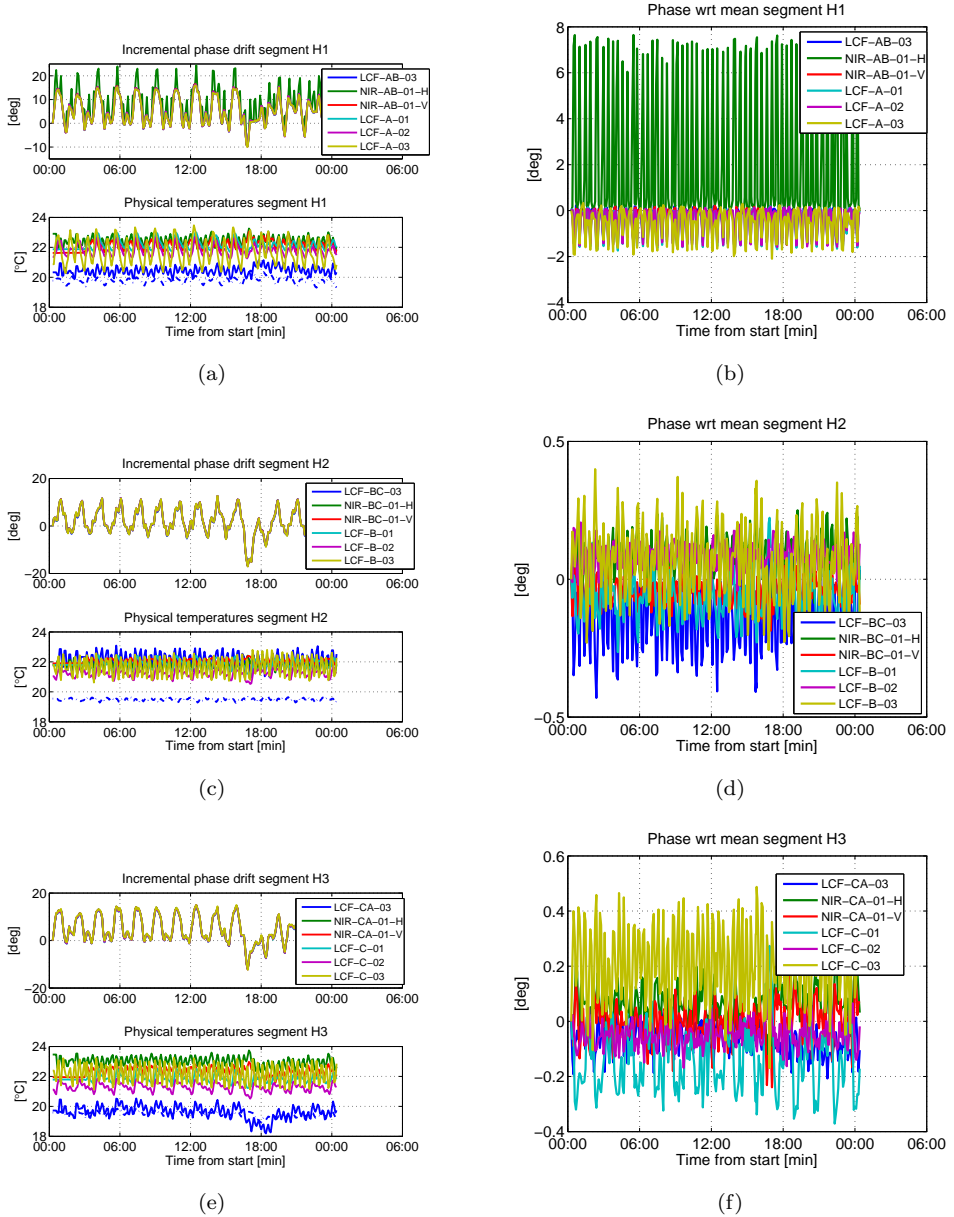 Incremental phase drift segment H1
[deg]
20
10
0
−10
00:00 06:00 12:00 18:00 00:00 06:00
LCF−AB−03
NIR−AB−01−H
NIR−AB−01−V
LCF−A−01
LCF−A−02
LCF−A−03
Physical temperatures segment H1
[°C]
24
22
20
18
00:00 06:00 12:00 18:00 00:00 06:00
Time from start [min]
(a)
Phase wrt mean segment H1
[deg]
8
6
4
2
0
−2
−4
00:00 06:00 12:00 18:00 00:00 06:00
Time from start [min]
LCF−AB−03
NIR−AB−01−H
NIR−AB−01−V
LCF−A−01
LCF−A−02
LCF−A−03
(b)
Incremental phase drift segment H2
[deg]
20
0
−20
00:00 06:00 12:00 18:00 00:00 06:00
LCF−BC−03
NIR−BC−01−H
NIR−BC−01−V
LCF−B−01
LCF−B−02
LCF−B−03
Physical temperatures segment H2
[°C]
24
22
20
18
00:00 06:00 12:00 18:00 00:00 06:00
Time from start [min]
(c)
Phase wrt mean segment H2
[deg]
0.5
0
−0.5
00:00 06:00 12:00 18:00 00:00 06:00
Time from start [min]
LCF−BC−03
NIR−BC−01−H
NIR−BC−01−V
LCF−B−01
LCF−B−02
LCF−B−03
(d)
Incremental phase drift segment H3
[deg]
20
0
−20
00:00 06:00 12:00 18:00 00:00 06:00
LCF−CA−03
NIR−CA−01−H
NIR−CA−01−V
LCF−C−01
LCF−C−02
LCF−C−03
Physical temperatures segment H3
[°C]
24
22
20
18
00:00 06:00 12:00 18:00 00:00 06:00
Time from start [min]
(e)
Phase wrt mean segment H3
[deg]
0.6
0.4
0.2
0
−0.2
−0.4
00:00 06:00 12:00 18:00 00:00 06:00
Time from start [min]
LCF−CA−03
NIR−CA−01−H
NIR−CA−01−V
LCF−C−01
LCF−C−02
LCF−C−03
(f)